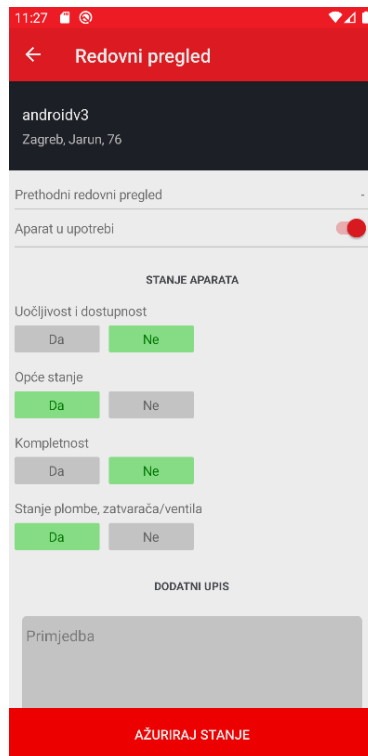 11:27
Redovni pregled
androidv3
Zagreb, Jarun, 76
Prethodni redovni pregled -
Aparat u upotrebi
STANJE APARATA
Uočljivost i dostupnost
Da Ne
Opće stanje
Da Ne
Kompletnost
Da Ne
Stanje plombe, zatvarača/ventila
Da Ne
DODATNI UPIS
Primjedba
AŽURIRAJ STANJE